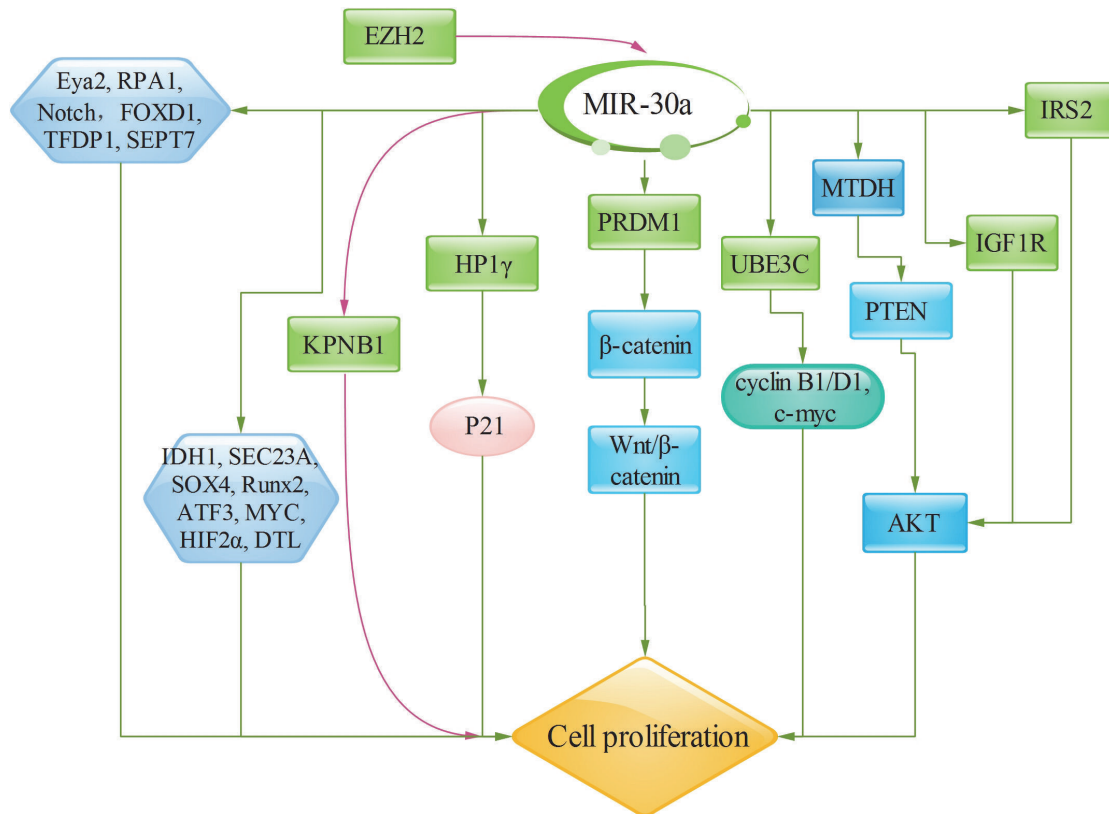 EZH2
Eya2, RPA1,
Notch, FOXD1,
TFDP1, SEPT7
MIR-30a
IRS2
MTDH
PRDM1
IGF1R
HP1γ
UBE3C
PTEN
KPNB1
β-catenin
cyclin B1/D1,
c-myc
P21
Wnt/β-
catenin
IDH1, SEC23A,
SOX4, Runx2,
ATF3, MYC,
HIF2α, DTL
AKT
Cell proliferation